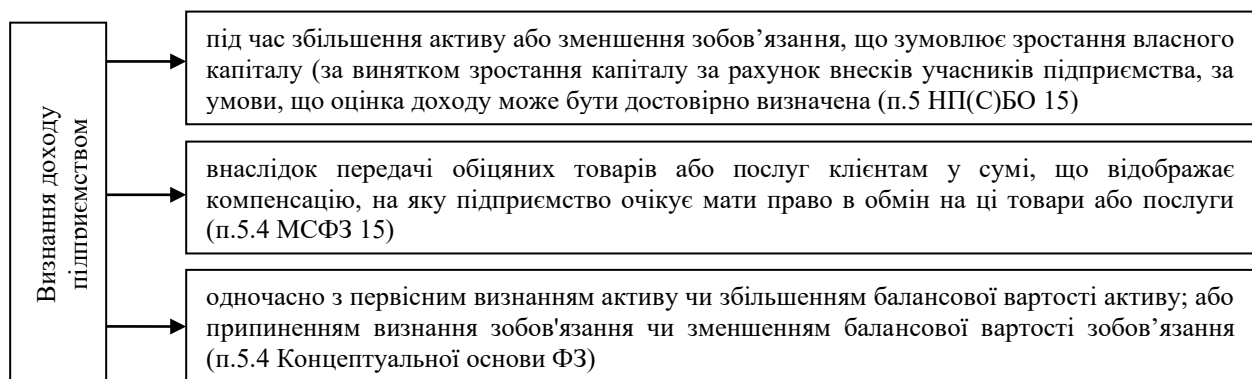 Визнання доходу
підприємством
під час збільшення активу або зменшення зобов’язання, що зумовлює зростання власного
капіталу (за винятком зростання капіталу за рахунок внесків учасників підприємства, за
умови, що оцінка доходу може бути достовірно визначена (п.5 НП(С)БО 15)
внаслідок передачі обіцяних товарів або послуг клієнтам у сумі, що відображає
компенсацію, на яку підприємство очікує мати право в обмін на ці товари або послуги
(п.5.4 МСФЗ 15)
одночасно з первісним визнанням активу чи збільшенням балансової вартості активу; або
припиненням визнання зобов'язання чи зменшенням балансової вартості зобов’язання
(п.5.4 Концептуальної основи ФЗ)